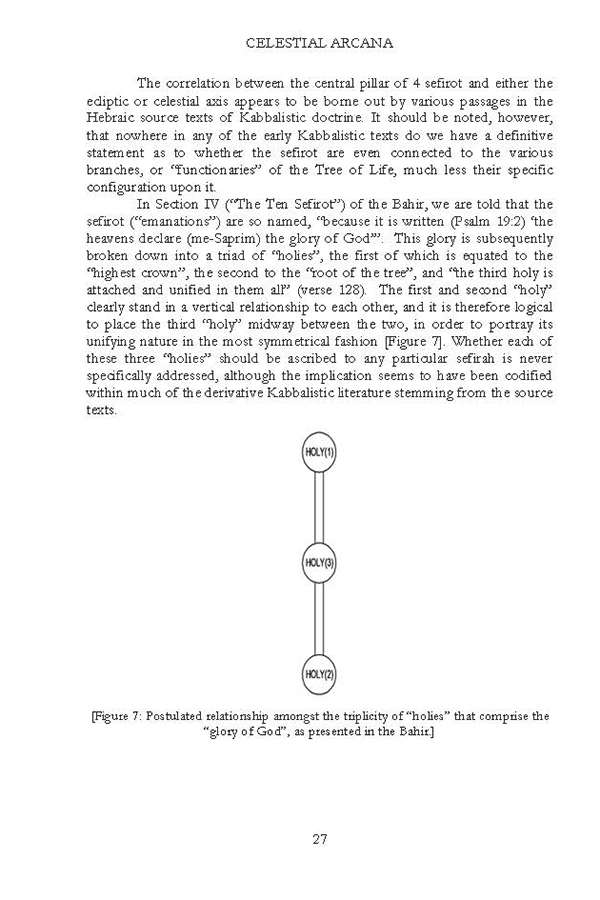 CELESTIAL ARCANA
The correlation between the central pillar of 4 sefirot and either the
ecliptic or celestial axis appears to be borne out by various passages in the
Hebraic source texts of Kabbalistic doctrine. It should be noted, however,
that nowhere in any of the early Kabbalistic texts do we have a definitive
statement as to whether the sefirot are even connected to the various
branches, or “functionaries” of the Tree of Life, much less their specific
configuration upon it.
In Section IV (“The Ten Sefirot”) of the Bahir, we are told that the
sefirot (“emanations”) are so named, “because it is written (Psalm 19:2) ‘the
heavens declare (me-Saprim) the glory of God’”. This glory is subsequently
broken down into a triad of “holies”, the first of which is equated to the
“highest crown”, the second to the “root of the tree”, and “the third holy is
attached and unified in them all” (verse 128). The first and second “holy”
clearly stand in a vertical relationship to each other, and it is therefore logical
to place the third “holy” midway between the two, in order to portray its
unifying nature in the most symmetrical fashion [Figure 7]. Whether each of
these three “holies” should be ascribed to any particular sefirah is never
specifically addressed, although the implication seems to have been codified
within much of the derivative Kabbalistic literature stemming from the source
texts.
HOLY(1)
HOLY(3)
HOLY(2)
[Figure 7: Postulated relationship amongst the triplicity of “holies” that comprise the
“glory of God”, as presented in the Bahir.]
27